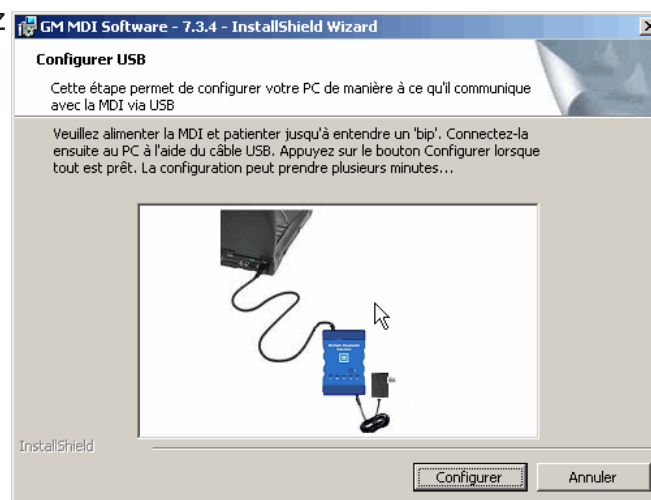 z
GM MDI Software - 7.3.4 - InstallShield Wizard
Configurer USB
Cette étape permet de configurer votre PC de manière à ce qu'il communique
avec la MDI via USB
Veuillez alimenter la MDI et patienter jusqu'à entendre un 'bip'. Connectez-la
ensuite au PC à l'aide du câble USB. Appuyez sur le bouton Configurer lorsque
tout est prêt. La configuration peut prendre plusieurs minutes...
InstallShield
Configurer
Annuler